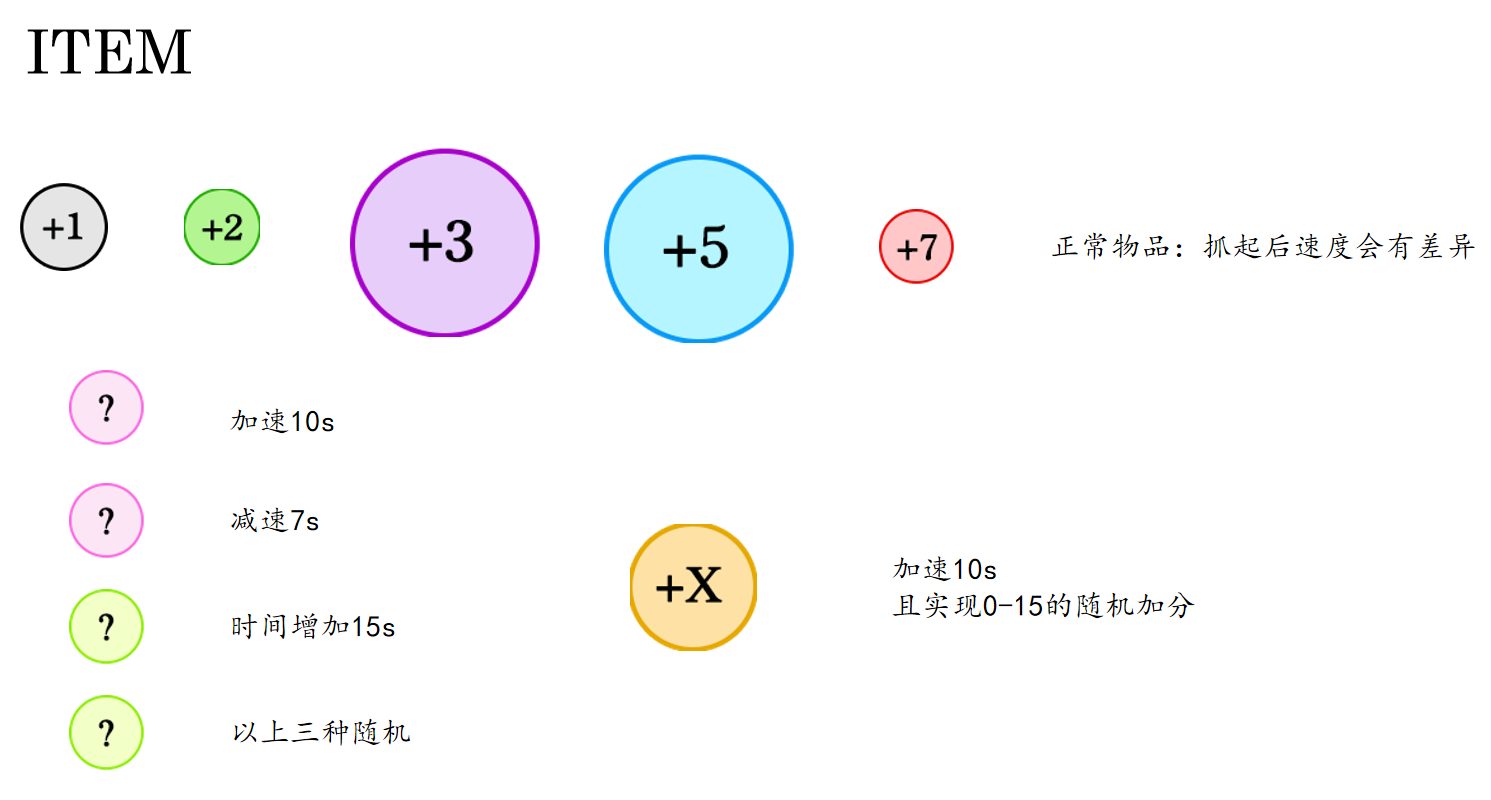 ITEM
+1
+2
+3
+5
+7
正常物品：抓起后速度会有差异
?
加速10s
?
减速7s
?
时间增加15s
?
以上三种随机
+X
加速10s
且实现0-15的随机加分